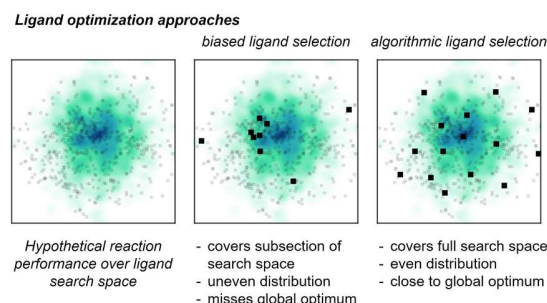 Ligand optimization approaches
biased ligand selection
algorithmic ligand selection
Hypothetical reaction
performance over ligand
search space
- covers subsection of
search space
- uneven distribution
- misses global optimum
- covers full search space
- even distribution
- close to global optimum